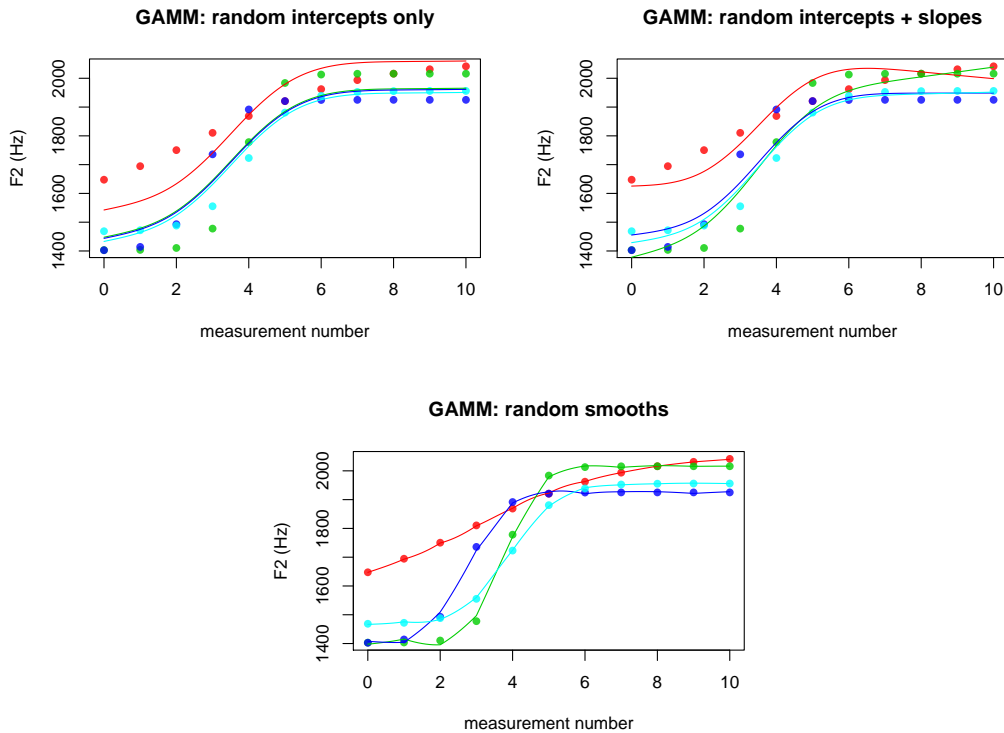 GAMM: random intercepts only
F2 (Hz)
1400 1600 1800 2000
0 2 4 6 8 10
measurement number
GAMM: random intercepts + slopes
F2 (Hz)
1400 1600 1800 2000
0 2 4 6 8 10
measurement number
GAMM: random smooths
F2 (Hz)
1400 1600 1800 2000
0 2 4 6 8 10
measurement number